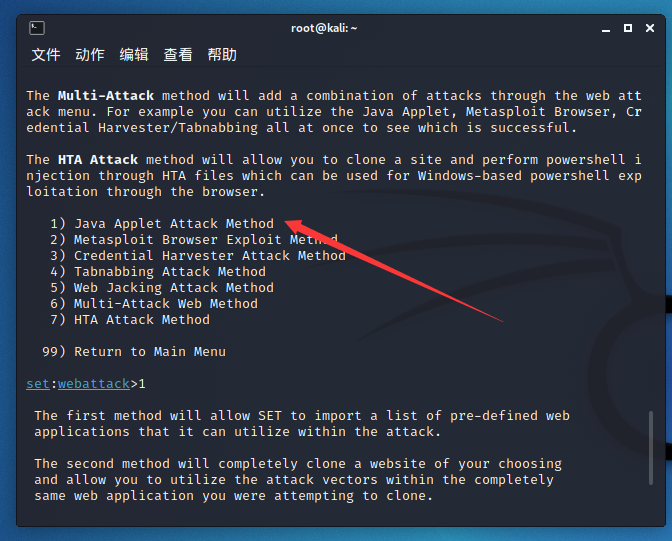 root@kali: ~
文件 动作 编辑 查看 帮助
The Multi-Attack method will add a combination of attacks through the web att
ack menu. For example you can utilize the Java Applet, Metasploit Browser, Cr
edential Harvester/Tabnabbing all at once to see which is successful.
The HTA Attack method will allow you to clone a site and perform powershell i
njection through HTA files which can be used for Windows-based powershell exp
loitation through the browser.
1) Java Applet Attack Method
2) Metasploit Browser Exploit Method
3) Credential Harvester Attack Method
4) Tabnabbing Attack Method
5) Web Jacking Attack Method
6) Multi-Attack Web Method
7) HTA Attack Method
99) Return to Main Menu
set:webattack>1
The first method will allow SET to import a list of pre-defined web
applications that it can utilize within the attack.
The second method will completely clone a website of your choosing
and allow you to utilize the attack vectors within the completely
same web application you were attempting to clone.